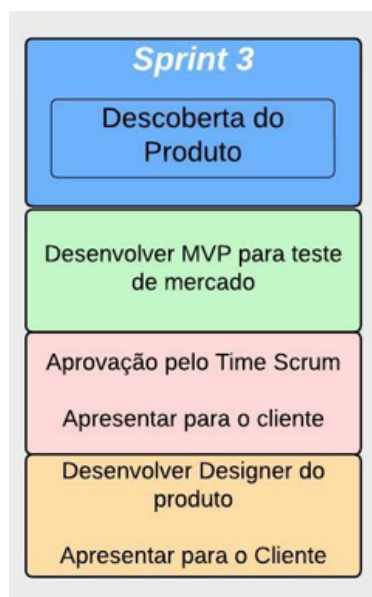 Sprint 3
Descoberta do
Produto
Desenvolver MVP para teste
de mercado
Aprovação pelo Time Scrum
Apresentar para o cliente
Desenvolver Designer do
produto
Apresentar para o Cliente